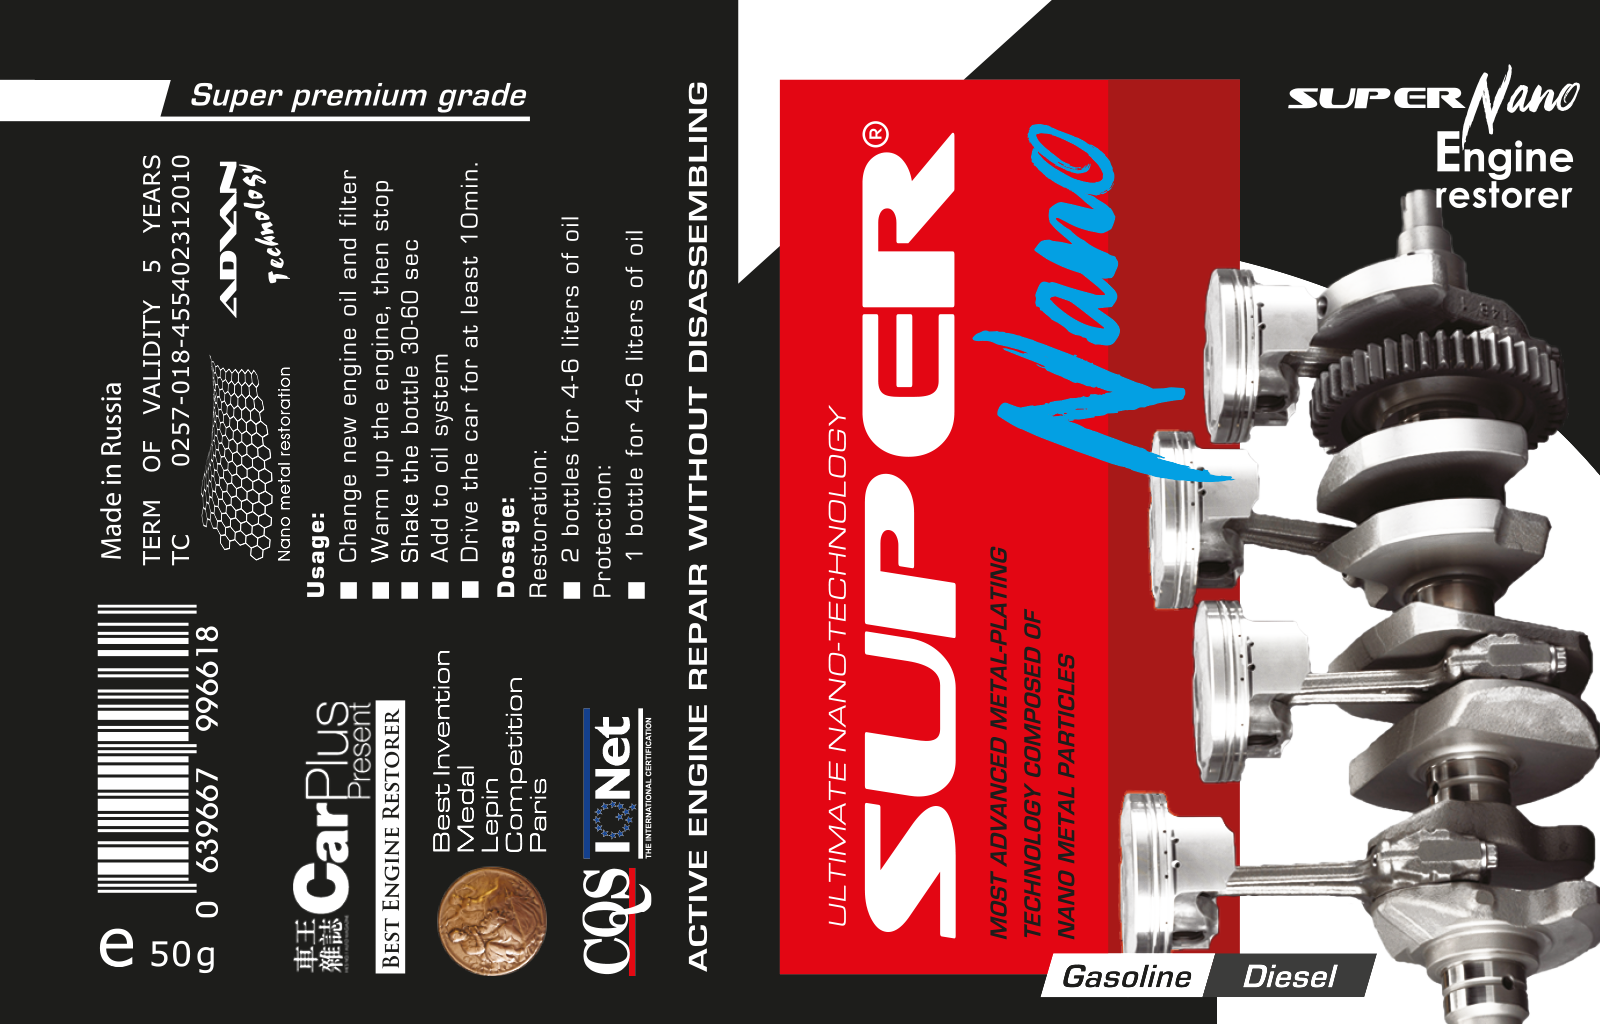 Super premium grade
Made in Russia
TERM OF VALIDITY 5 YEARS
TC 0257-018-45540231 2010
ADVAN
Technology
Nano metal restoration
Usage:
Change new engine oil and filter
Warm up the engine, then stop
Shake the bottle 30-60 sec
Add to oil system
Drive the car for at least 10min.
Dosage:
Restoration:
2 bottles for 4-6 liters of oil
Protection:
1 bottle for 4-6 liters of oil
0 639667 996618
e 50g
車王
雜誌
CarPlus
Present
BEST ENGINE RESTORER
Best Invention
Medal
Lepin
Competition
Paris
CQS
IQNet
THE INTERNATIONAL CERTIFICATION
ACTIVE ENGINE REPAIR WITHOUT DISASSEMBLING
ULTIMATE NANO-TECHNOLOGY
SUPER®
Nano
MOST ADVANCED METAL-PLATING
TECHNOLOGY COMPOSED OF
NANO METAL PARTICLES
SUPER Nano
Engine
restorer
Gasoline Diesel